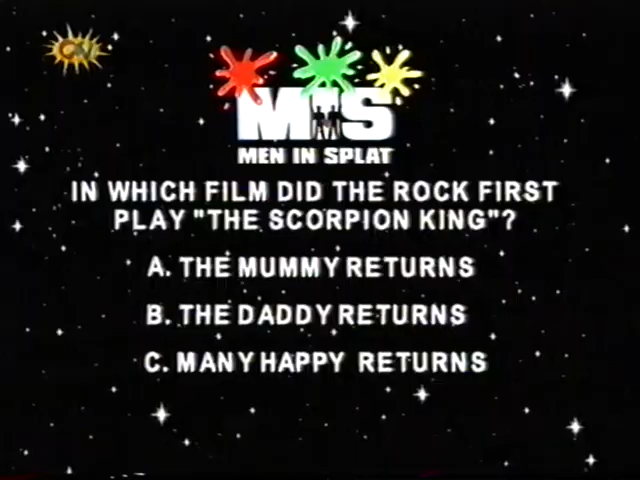 MIS
MEN IN SPLAT
IN WHICH FILM DID THE ROCK FIRST
PLAY "THE SCORPION KING"?
A. THE MUMMY RETURNS
B. THE DADDY RETURNS
C. MANY HAPPY RETURNS